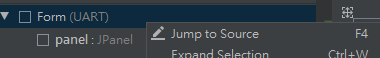 Form (UART)
panel : JPanel
Jump to Source F4
Expand Selection Ctrl+W